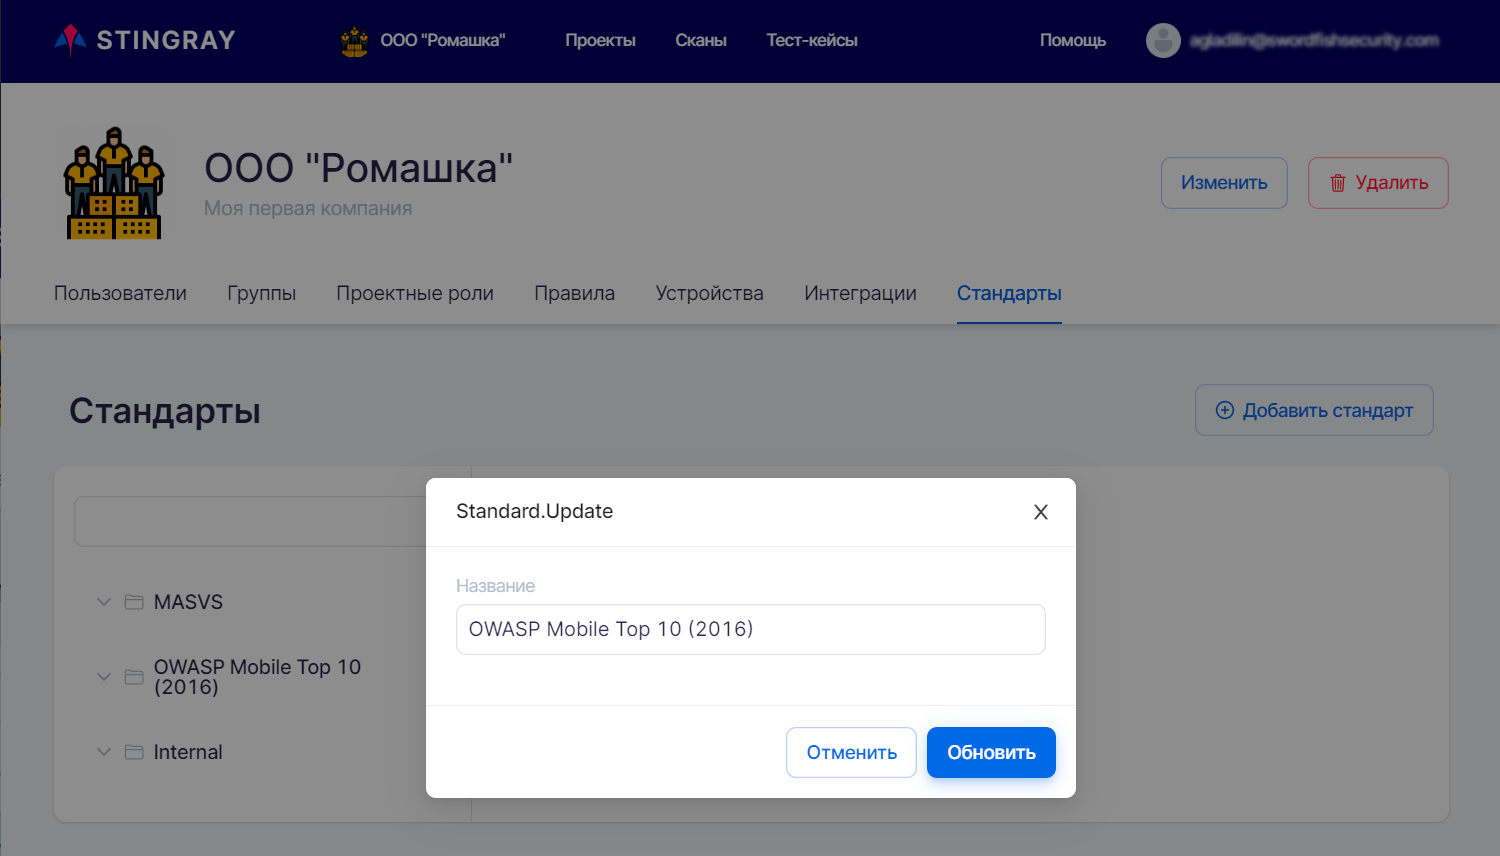 STINGRAY
ООО "Ромашка"
Проекты
Сканы
Тест-кейсы
Помощь
ООО "Ромашка"
Моя первая компания
Изменить
Удалить
Пользователи
Группы
Проектные роли
Правила
Устройства
Интеграции
Стандарты
Стандарты
Добавить стандарт
MASVS
OWASP Mobile Top 10
(2016)
Internal
Standard.Update
Название
OWASP Mobile Top 10 (2016)
Отменить
Обновить